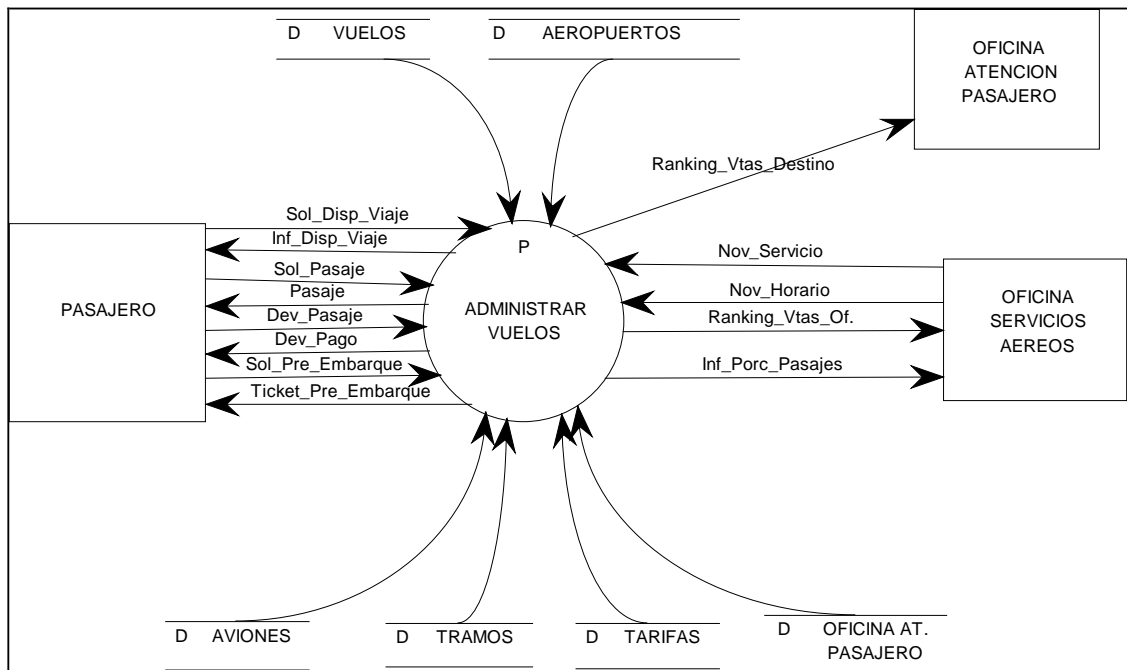 D VUELOS
D AEROPUERTOS
OFICINA
ATENCION
PASAJERO
Ranking_Vtas_Destino
Sol_Disp_Viaje
Inf_Disp_Viaje
Sol_Pasaje
Pasaje
Dev_Pasaje
Dev_Pago
Sol_Pre_Embarque
Ticket_Pre_Embarque
PASAJERO
P
ADMINISTRAR
VUELOS
Nov_Servicio
Nov_Horario
Ranking_Vtas_Of.
Inf_Porc_Pasajes
OFICINA
SERVICIOS
AEREOS
D AVIONES
D TRAMOS
D TARIFAS
D OFICINA AT.
PASAJERO